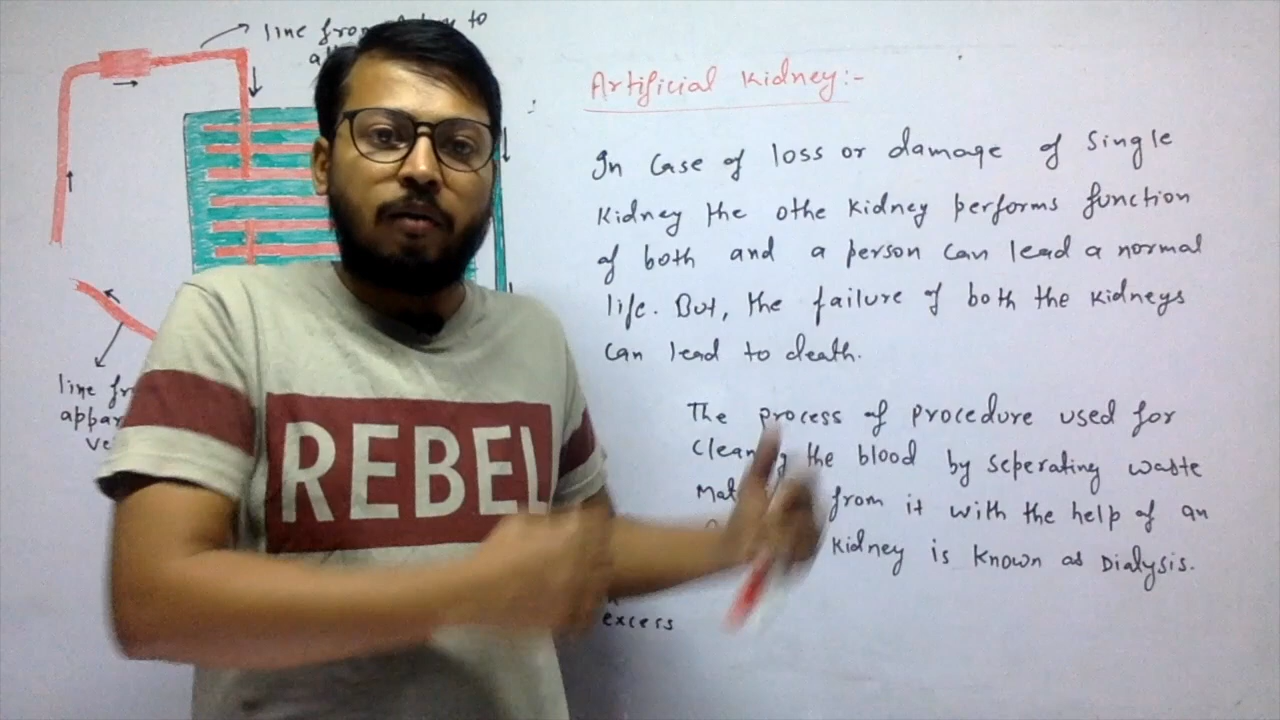 line from to
Artificial Kidney:-
In Case of loss or damage of Single
Kidney the othe Kidney performs function
of both and a person can lead a normal
life. But, the failure of both the Kidneys
Can lead to death.
The process of procedure used for
the blood by seperating waste
from it with the help of an
Kidney is Known as Dialysis.
line
REBEL
excess